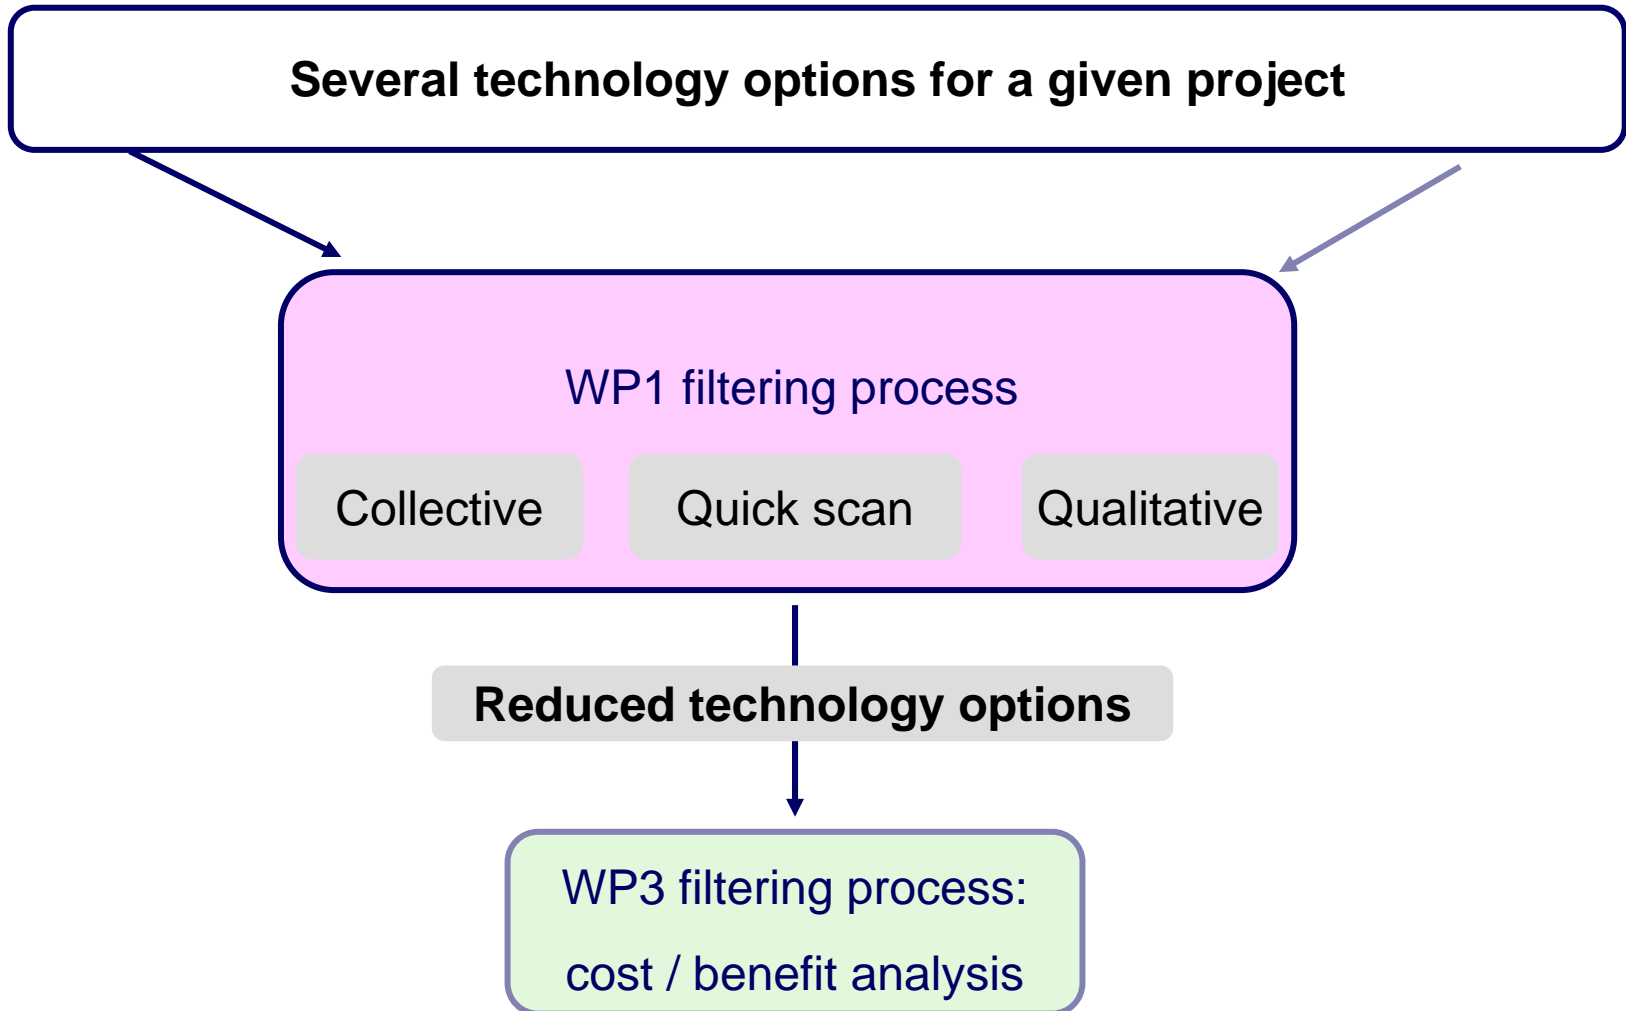 Several technology options for a given project
WP1 filtering process
Collective
Quick scan
Qualitative
Reduced technology options
WP3 filtering process:
cost / benefit analysis